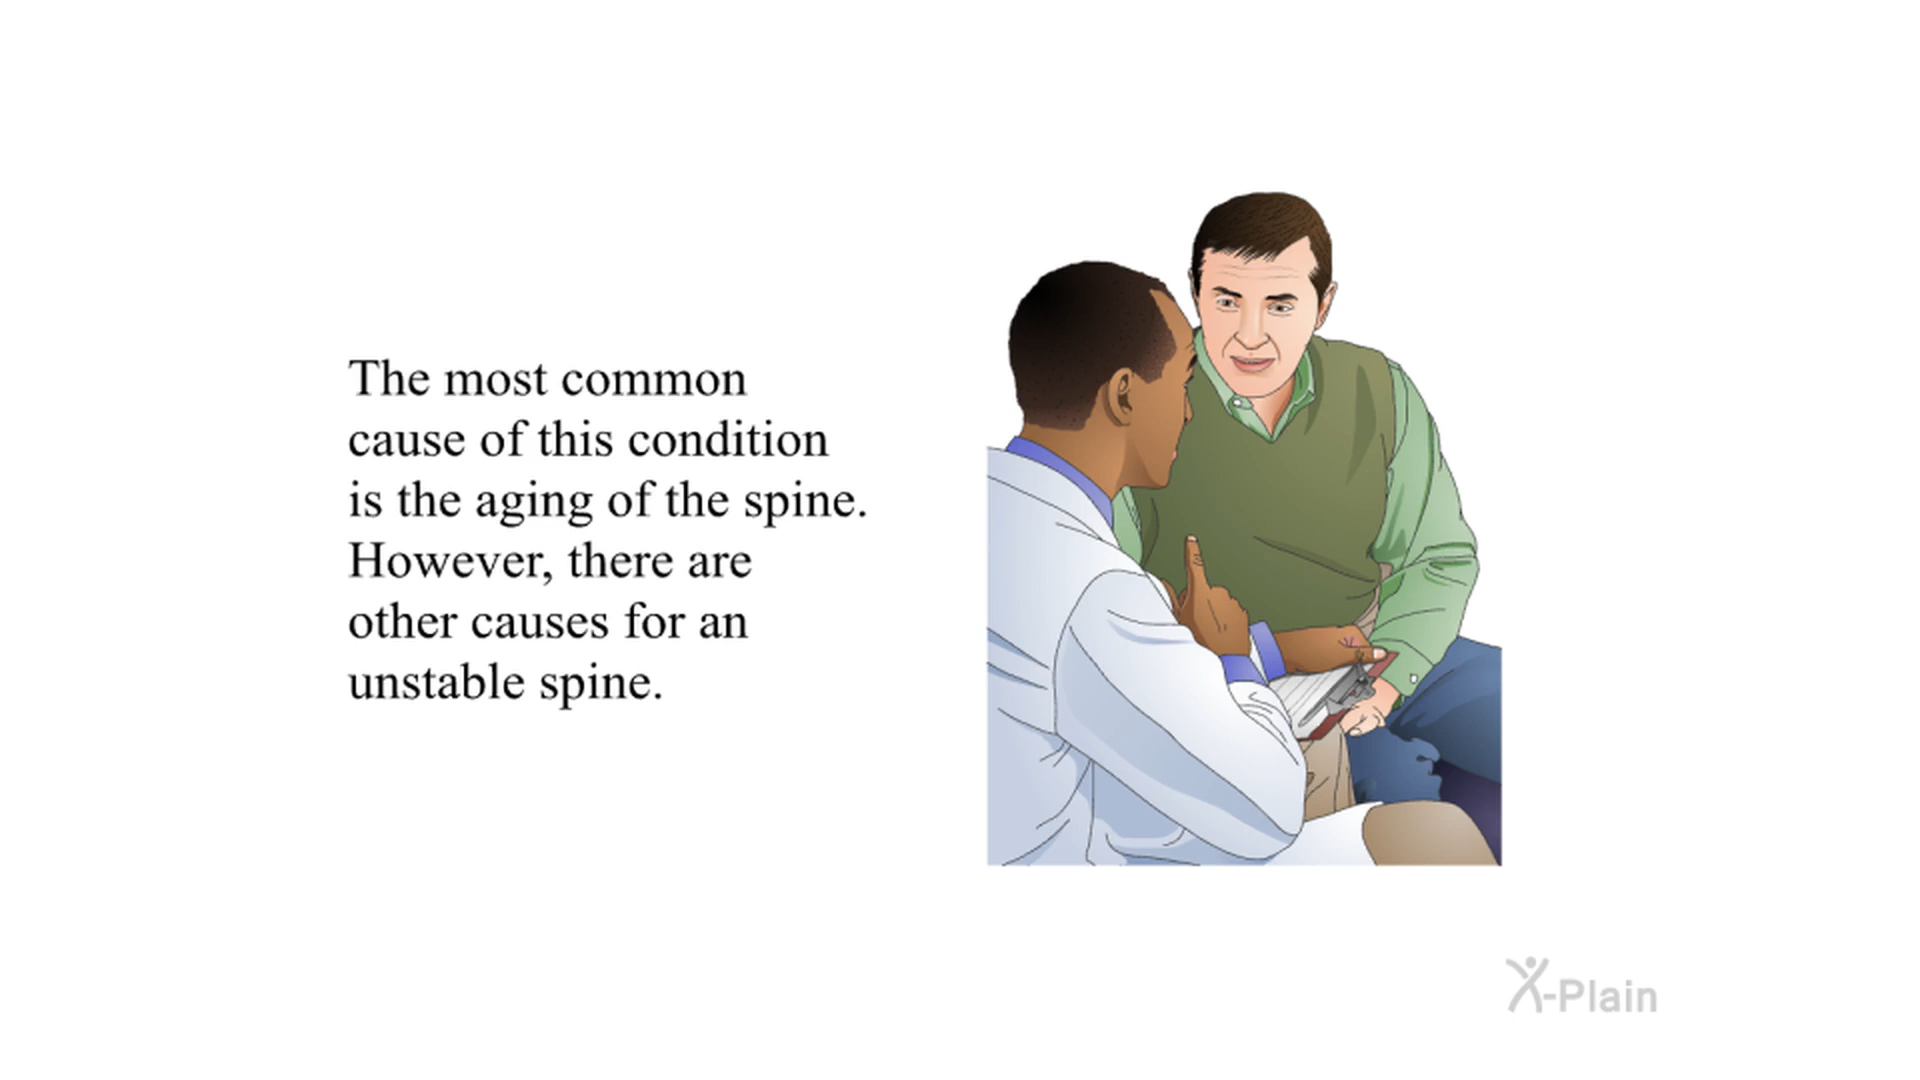 The most common
cause of this condition
is the aging of the spine.
However, there are
other causes for an
unstable spine.
X-Plain